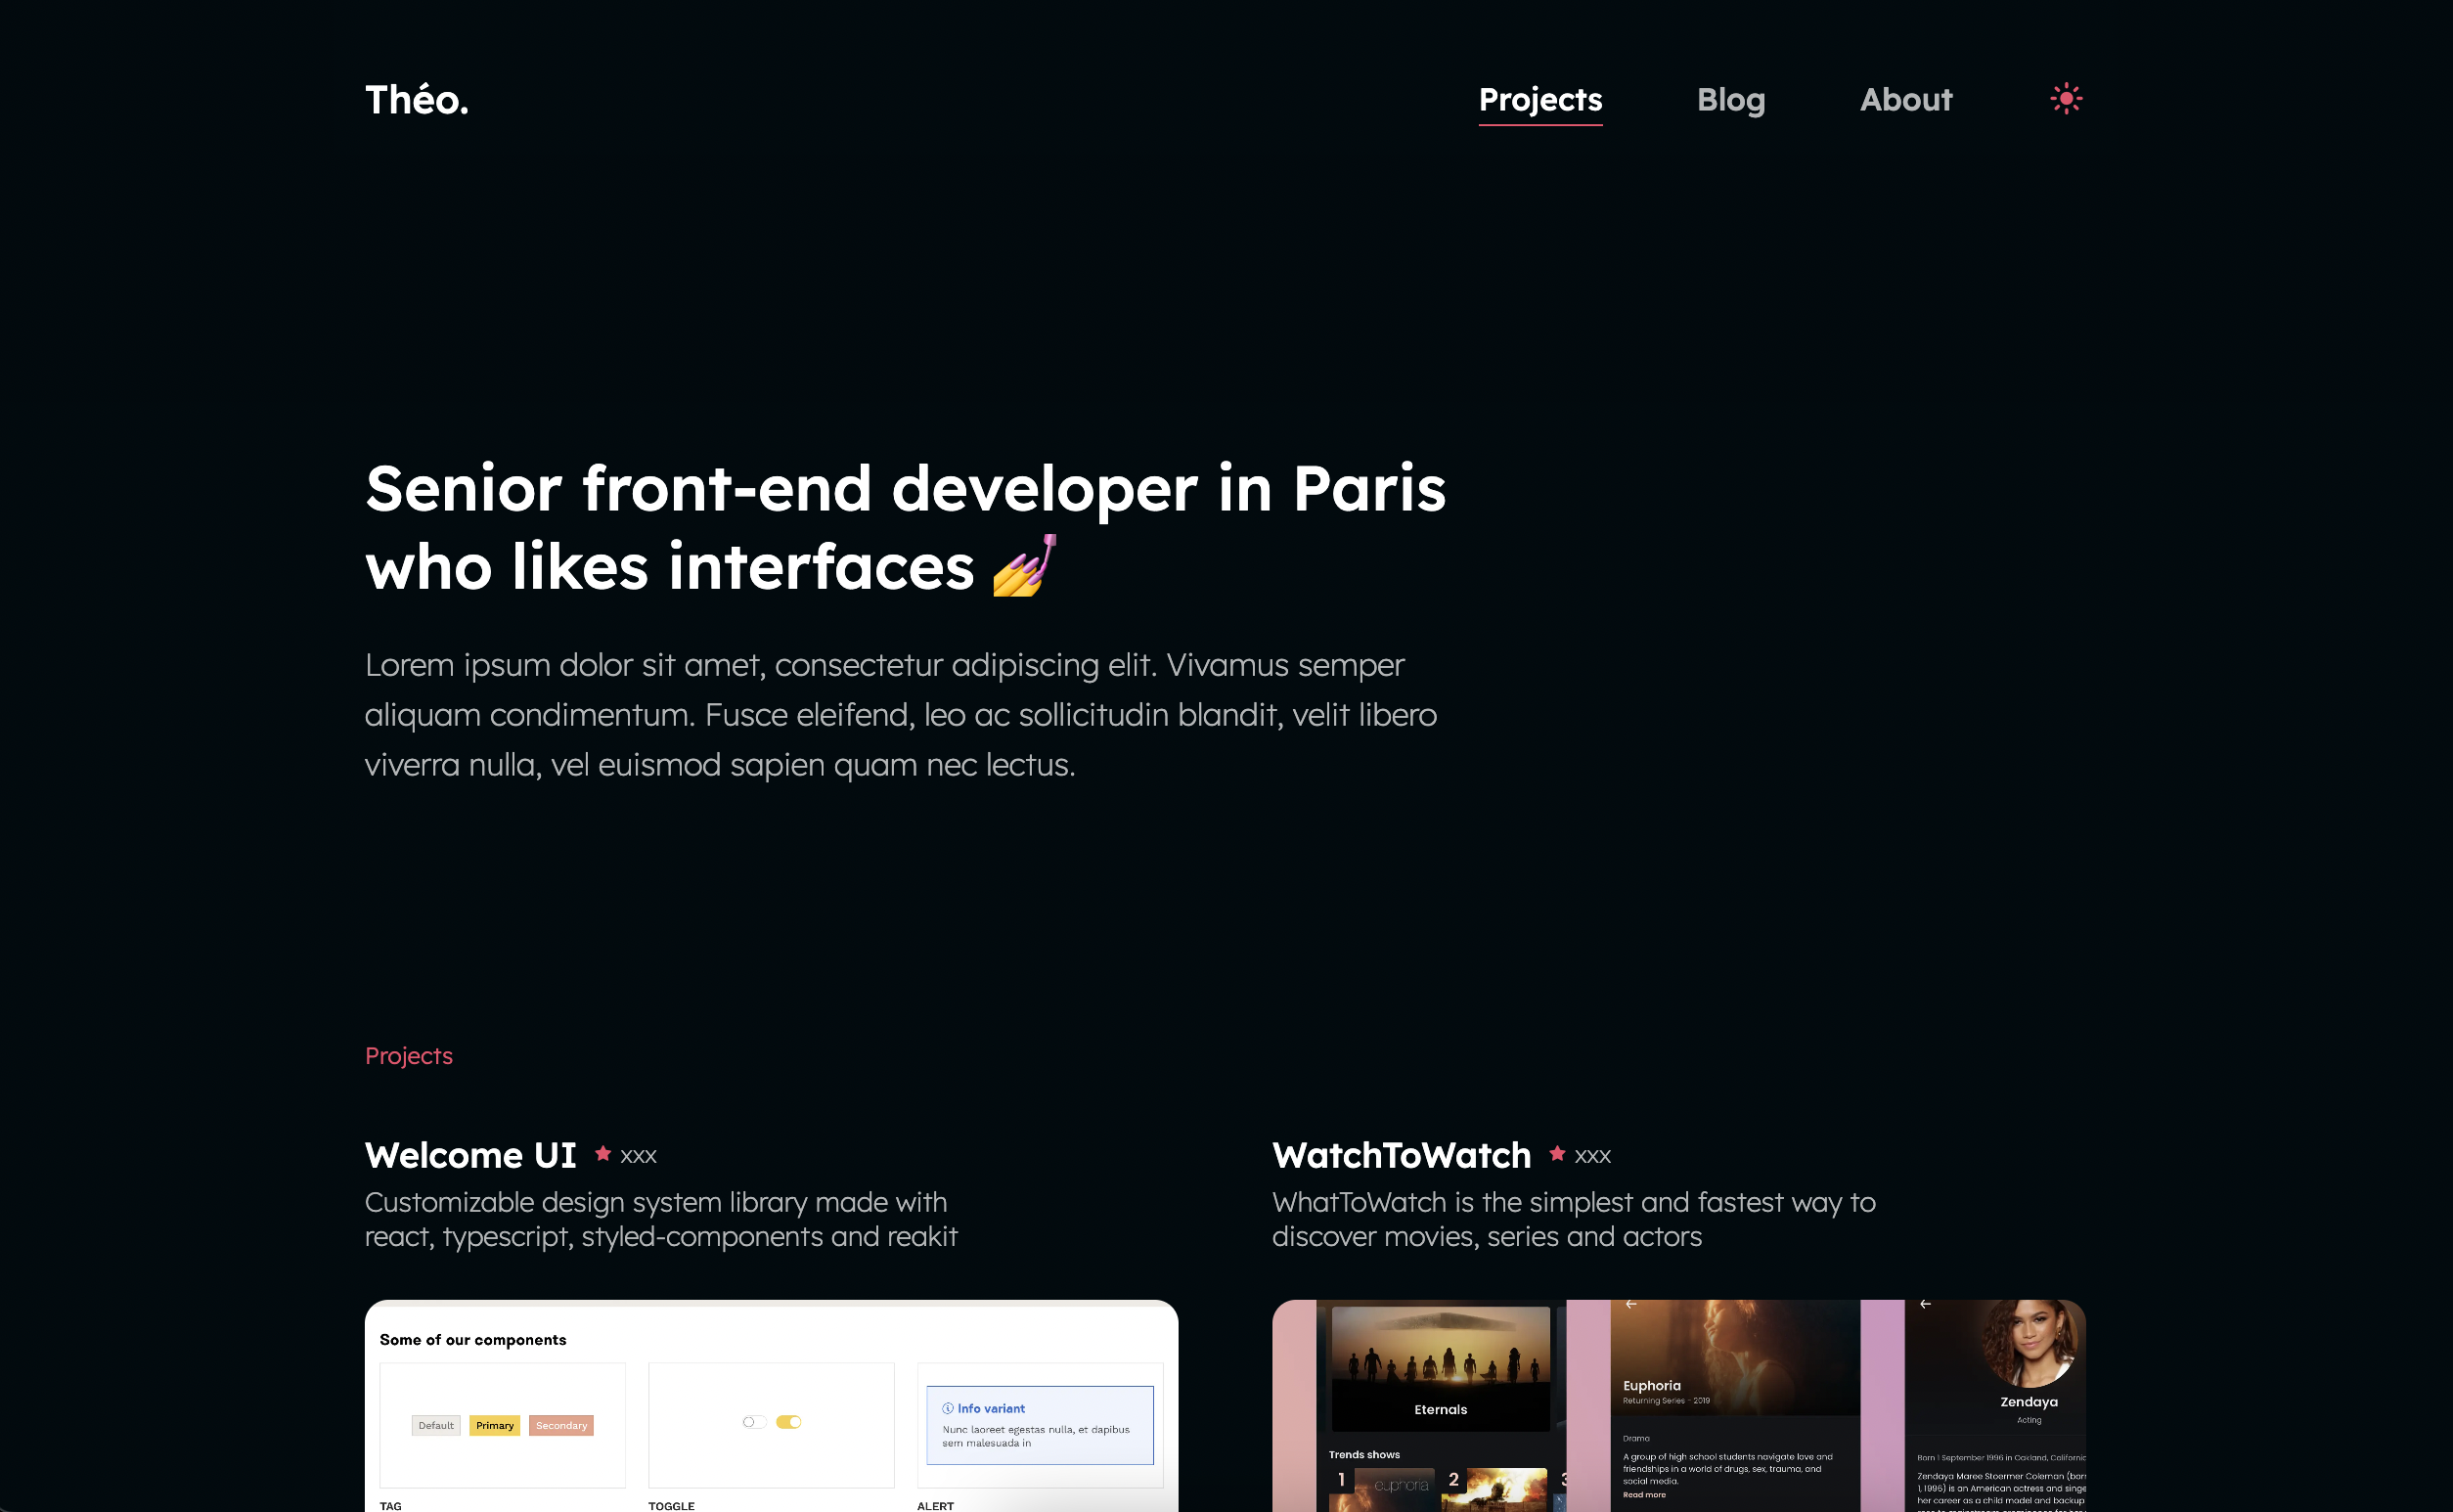 Théo.
Projects
Blog
About
Senior front-end developer in Paris
who likes interfaces 💅
Lorem ipsum dolor sit amet, consectetur adipiscing elit. Vivamus semper
aliquam condimentum. Fusce eleifend, leo ac sollicitudin blandit, velit libero
viverra nulla, vel euismod sapien quam nec lectus.
Projects
Welcome UI ★ xxx
Customizable design system library made with
react, typescript, styled-components and reakit
Some of our components
Default
Primary
Secondary
Info variant
Nunc laoreet egestas nulla, et dapibus
sem malesuada in
TAG
TOGGLE
ALERT
WatchToWatch ★ xxx
WhatToWatch is the simplest and fastest way to
discover movies, series and actors
Eternals
Trends shows
1
euphoria
2
3
Euphoria
Returning Series - 2019
Drama
A group of high school students navigate love and
friendships in a world of drugs, sex, trauma, and
social media.
Read more
Zendaya
Acting
Born 1 September 1996 in Oakland, Californic
Zendaya Maree Stoermer Coleman (bor
1, 1996) is an American actress and singe
her career as a child model and backup